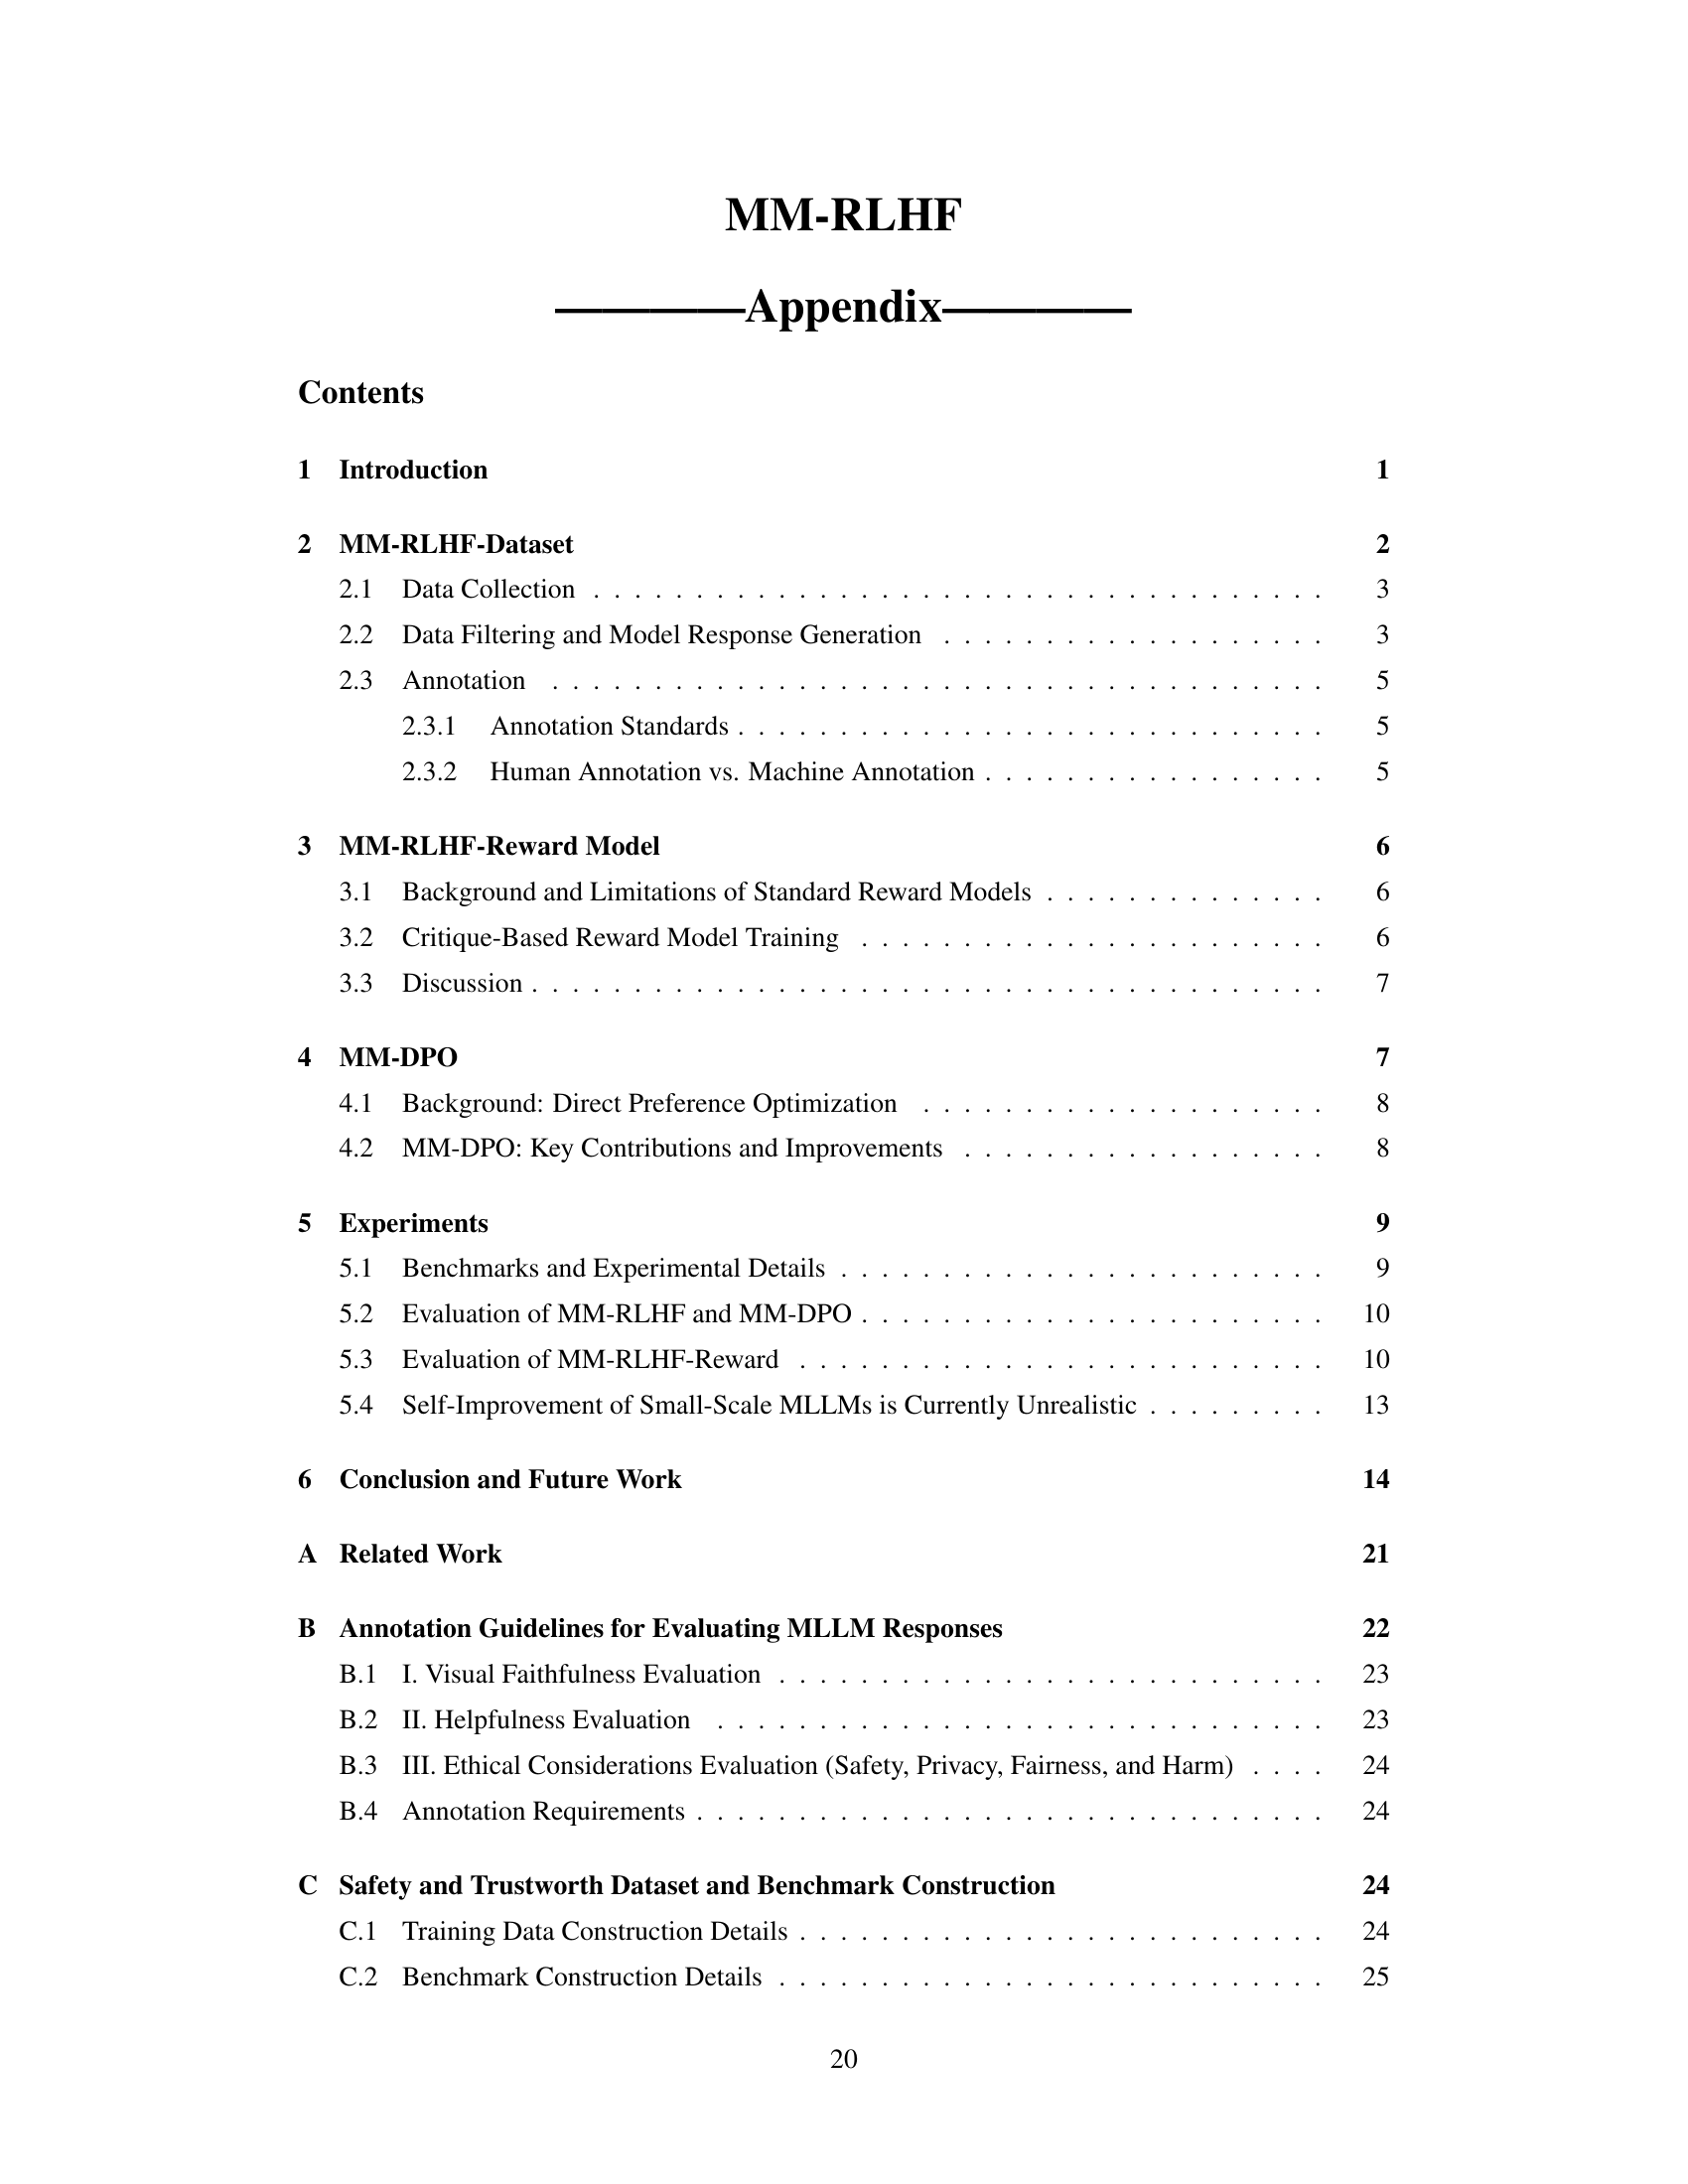 MM-RLHF
————Appendix————
Contents
1 Introduction 1
2 MM-RLHF-Dataset 2
2.1 Data Collection . . . . . . . . . . . . . . . . . . . . . . . . . . . . . . . . . . . . 3
2.2 Data Filtering and Model Response Generation . . . . . . . . . . . . . . . . . . . 3
2.3 Annotation . . . . . . . . . . . . . . . . . . . . . . . . . . . . . . . . . . . . . . 5
2.3.1 Annotation Standards . . . . . . . . . . . . . . . . . . . . . . . . . . . . . 5
2.3.2 Human Annotation vs. Machine Annotation . . . . . . . . . . . . . . . . . 5
3 MM-RLHF-Reward Model 6
3.1 Background and Limitations of Standard Reward Models . . . . . . . . . . . . . . 6
3.2 Critique-Based Reward Model Training . . . . . . . . . . . . . . . . . . . . . . . 6
3.3 Discussion . . . . . . . . . . . . . . . . . . . . . . . . . . . . . . . . . . . . . . . 7
4 MM-DPO 7
4.1 Background: Direct Preference Optimization . . . . . . . . . . . . . . . . . . . . 8
4.2 MM-DPO: Key Contributions and Improvements . . . . . . . . . . . . . . . . . . 8
5 Experiments 9
5.1 Benchmarks and Experimental Details . . . . . . . . . . . . . . . . . . . . . . . . 9
5.2 Evaluation of MM-RLHF and MM-DPO . . . . . . . . . . . . . . . . . . . . . . . 10
5.3 Evaluation of MM-RLHF-Reward . . . . . . . . . . . . . . . . . . . . . . . . . . 10
5.4 Self-Improvement of Small-Scale MLLMs is Currently Unrealistic . . . . . . . . . 13
6 Conclusion and Future Work 14
A Related Work 21
B Annotation Guidelines for Evaluating MLLM Responses 22
B.1 I. Visual Faithfulness Evaluation . . . . . . . . . . . . . . . . . . . . . . . . . . . 23
B.2 II. Helpfulness Evaluation . . . . . . . . . . . . . . . . . . . . . . . . . . . . . . 23
B.3 III. Ethical Considerations Evaluation (Safety, Privacy, Fairness, and Harm) . . . . 24
B.4 Annotation Requirements . . . . . . . . . . . . . . . . . . . . . . . . . . . . . . . 24
C Safety and Trustworth Dataset and Benchmark Construction 24
C.1 Training Data Construction Details . . . . . . . . . . . . . . . . . . . . . . . . . . 24
C.2 Benchmark Construction Details . . . . . . . . . . . . . . . . . . . . . . . . . . . 25
20